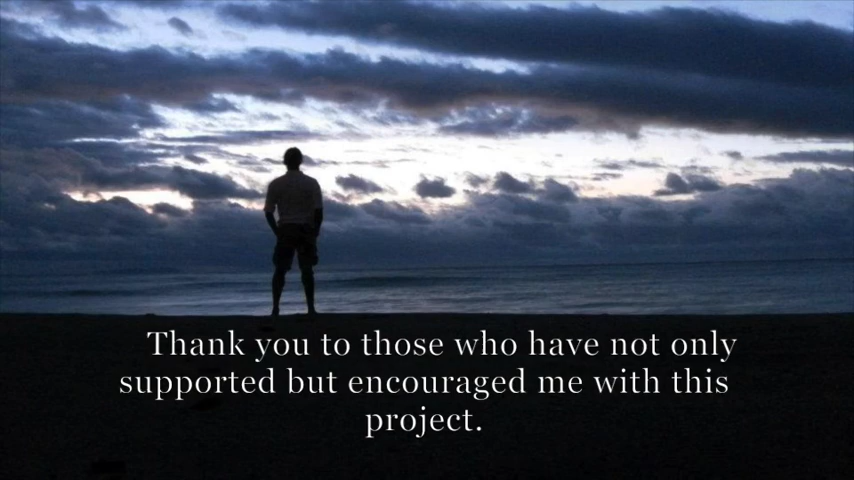 Thank you to those who have not only
supported but encouraged me with this
project.